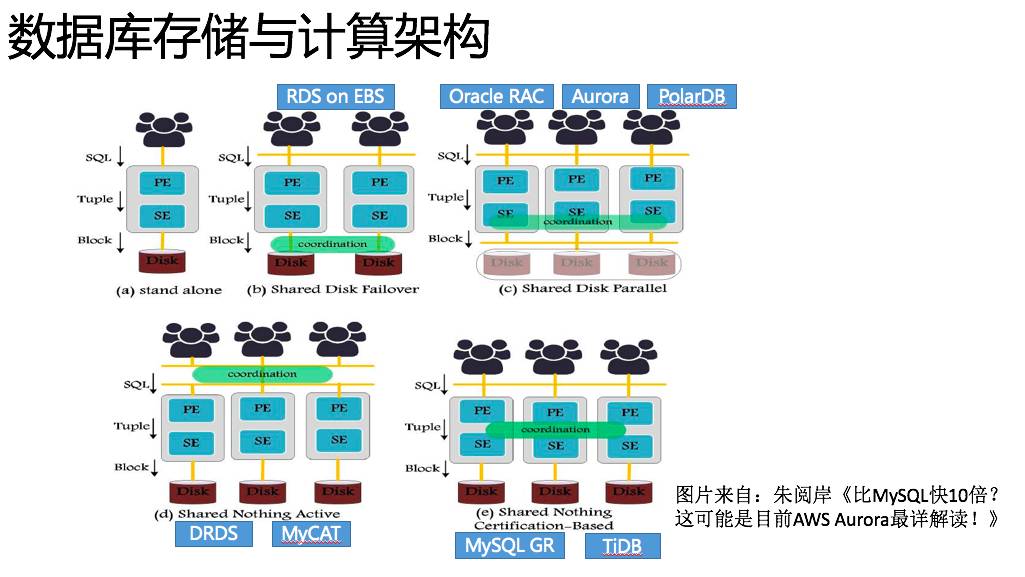 数据库存储与计算架构
RDS on EBS
Oracle RAC
Aurora
PolarDB
SQL
Tuple
Block
PE
SE
Disk
(a) stand alone
SQL
Tuple
Block
PE
PE
SE
SE
coordination
Disk
Disk
(b) Shared Disk Failover
SQL
Tuple
Block
PE
PE
PE
SE
SE
SE
coordination
Disk
Disk
Disk
(c) Shared Disk Parallel
coordination
SQL
Tuple
Block
PE
PE
PE
SE
SE
SE
Disk
Disk
Disk
(d) Shared Nothing Active
DRDS
MyCAT
SQL
Tuple
Block
PE
PE
PE
coordination
SE
SE
SE
Disk
Disk
Disk
(e) Shared Nothing
Certification-Based
MySQL GR
TiDB
图片来自：朱阅岸《比MySQL快10倍？
这可能是目前AWS Aurora最详解读！》